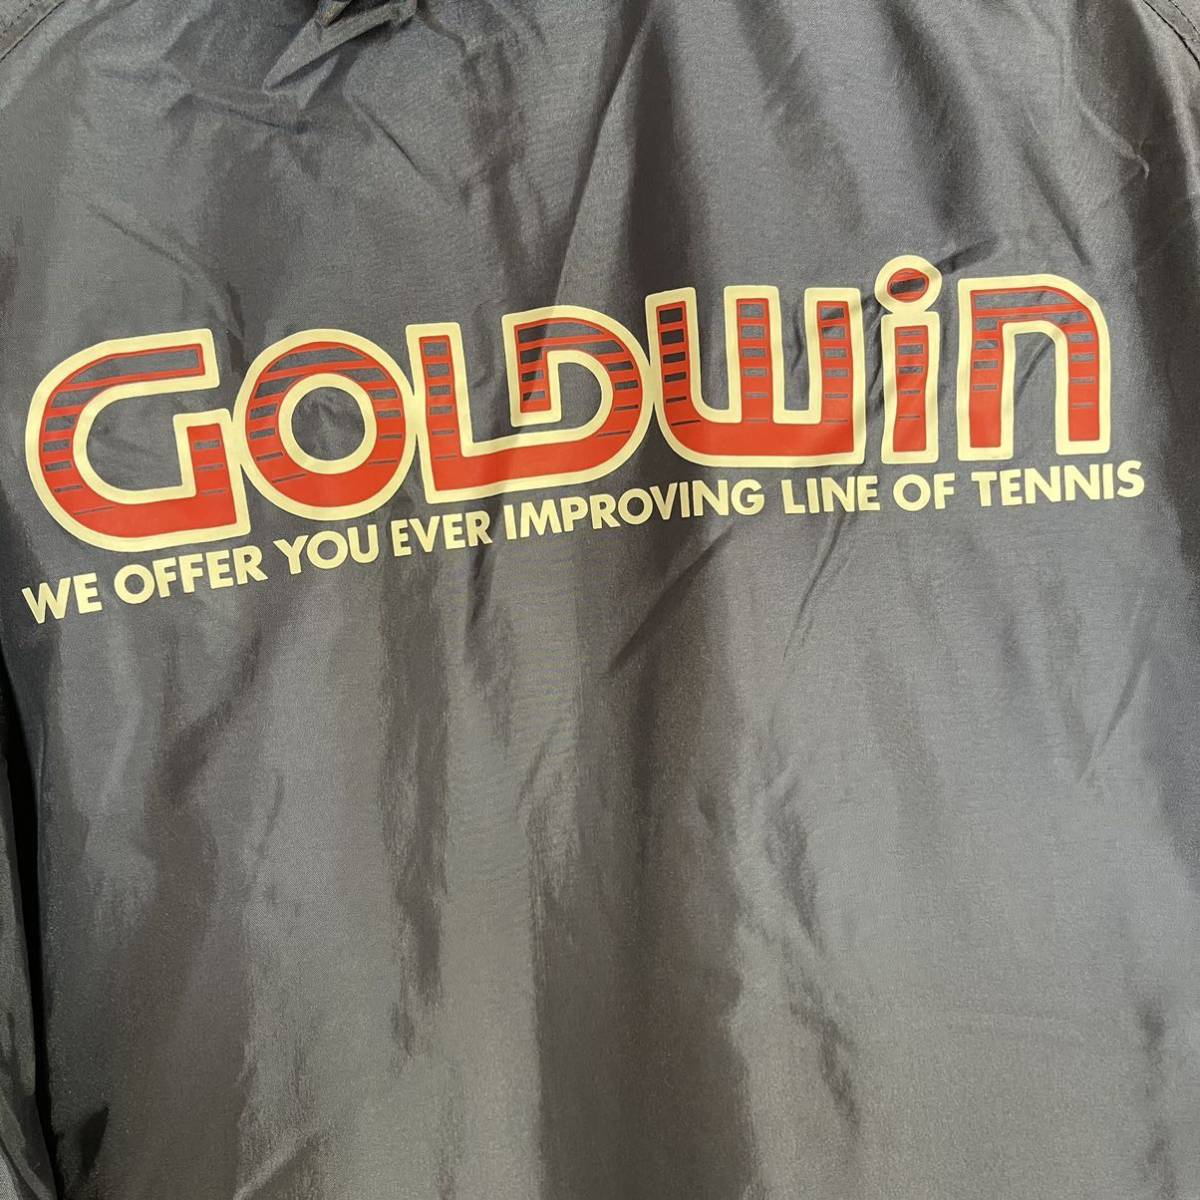 GOLDWiN
WE OFFER YOU EVER IMPROVING LINE OF TENNIS